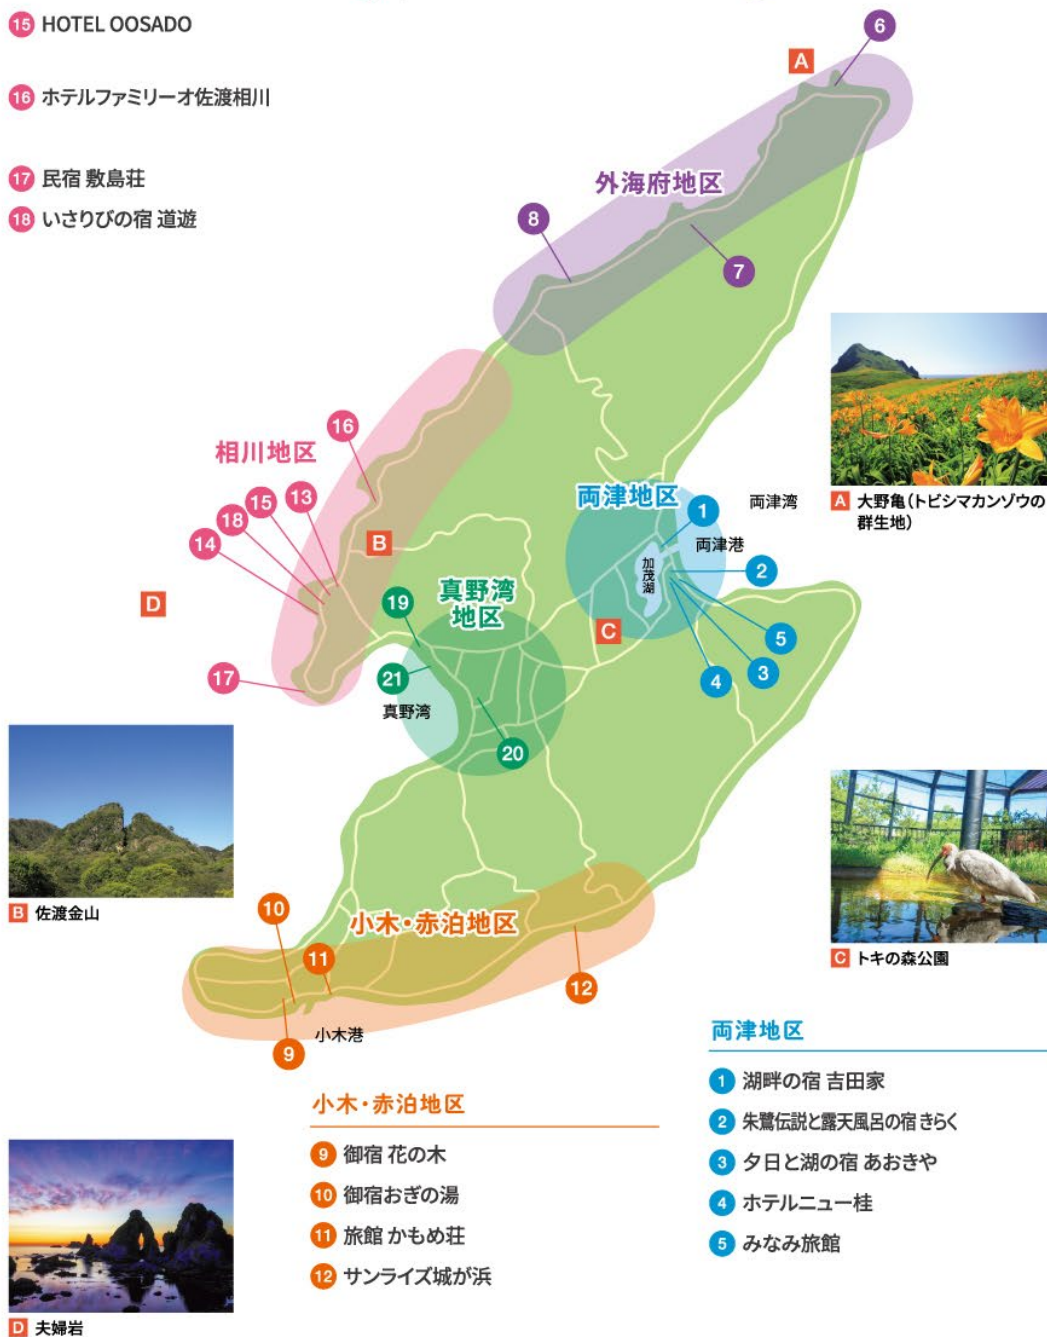 15 HOTEL OOSADO
16 ホテルファミリーオ佐渡相川
17 民宿 敷島荘
18 いさりびの宿 道遊
6
A
外海府地区
8
7
16
相川地区
15
13
18
14
B
D
17
両津地区
1
両津湾
両津港
加茂湖
2
C
5
3
4
真野湾
地区
19
21
真野湾
20
A 大野亀(トビシマカンゾウの
群生地)
B 佐渡金山
C トキの森公園
小木・赤泊地区
10
11
12
9
小木港
小木・赤泊地区
9 御宿 花の木
10 御宿おぎの湯
11 旅館 かもめ荘
12 サンライズ城が浜
両津地区
1 湖畔の宿 吉田家
2 朱鷺伝説と露天風呂の宿 きらく
3 夕日と湖の宿 あおきや
4 ホテルニュー桂
5 みなみ旅館
D 夫婦岩